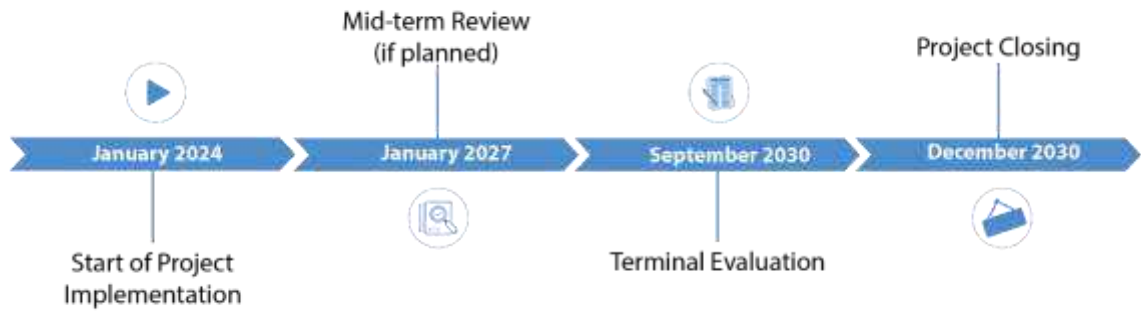 Mid-term Review
(if planned)
Project Closing
January 2024
January 2027
September 2030
December 2030
Start of Project
Implementation
Terminal Evaluation